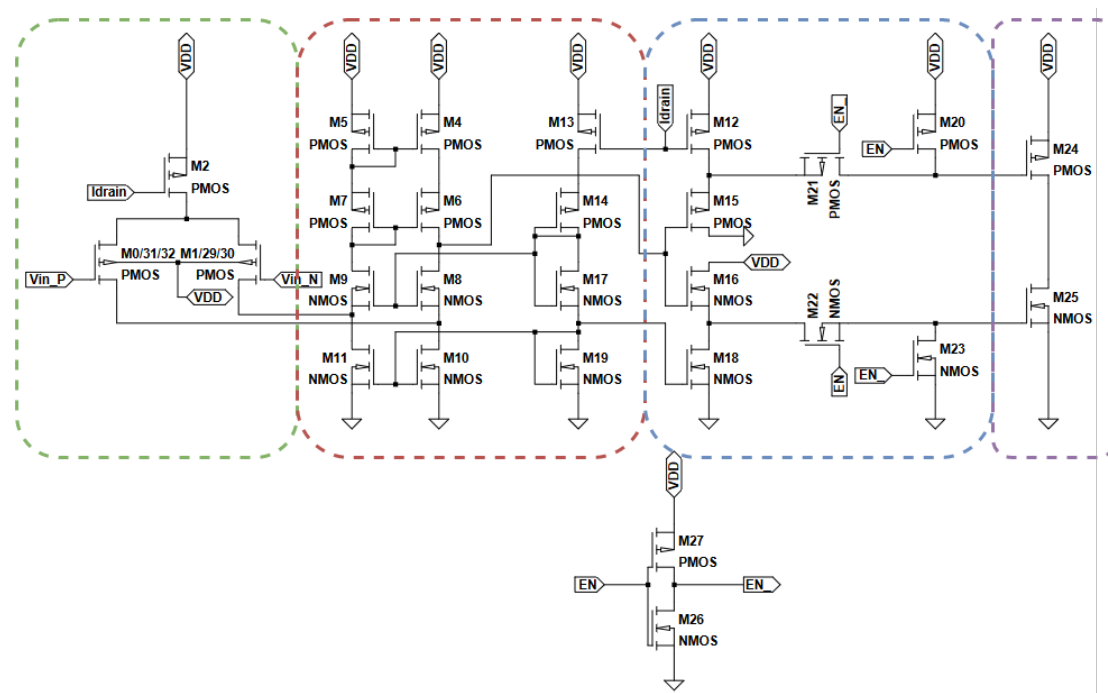 VDD
VDD
VDD
VDD
VDD
VDD
VDD
M5
PMOS
M4
PMOS
M13
PMOS
Idrain
M12
PMOS
EN_
M20
PMOS
EN
M24
PMOS
M2
PMOS
Idrain
M21
PMOS
M7
PMOS
M6
PMOS
M14
PMOS
M15
PMOS
M0/31/32_M1/29/30
PMOS
PMOS
Vin_P
Vin_N
VDD
M9
NMOS
M8
NMOS
M17
NMOS
VDD
M16
NMOS
M22
NMOS
M25
NMOS
M11
NMOS
M10
NMOS
M19
NMOS
M18
NMOS
EN
M23
NMOS
EN_
VDD
M27
PMOS
EN
EN_
M26
NMOS